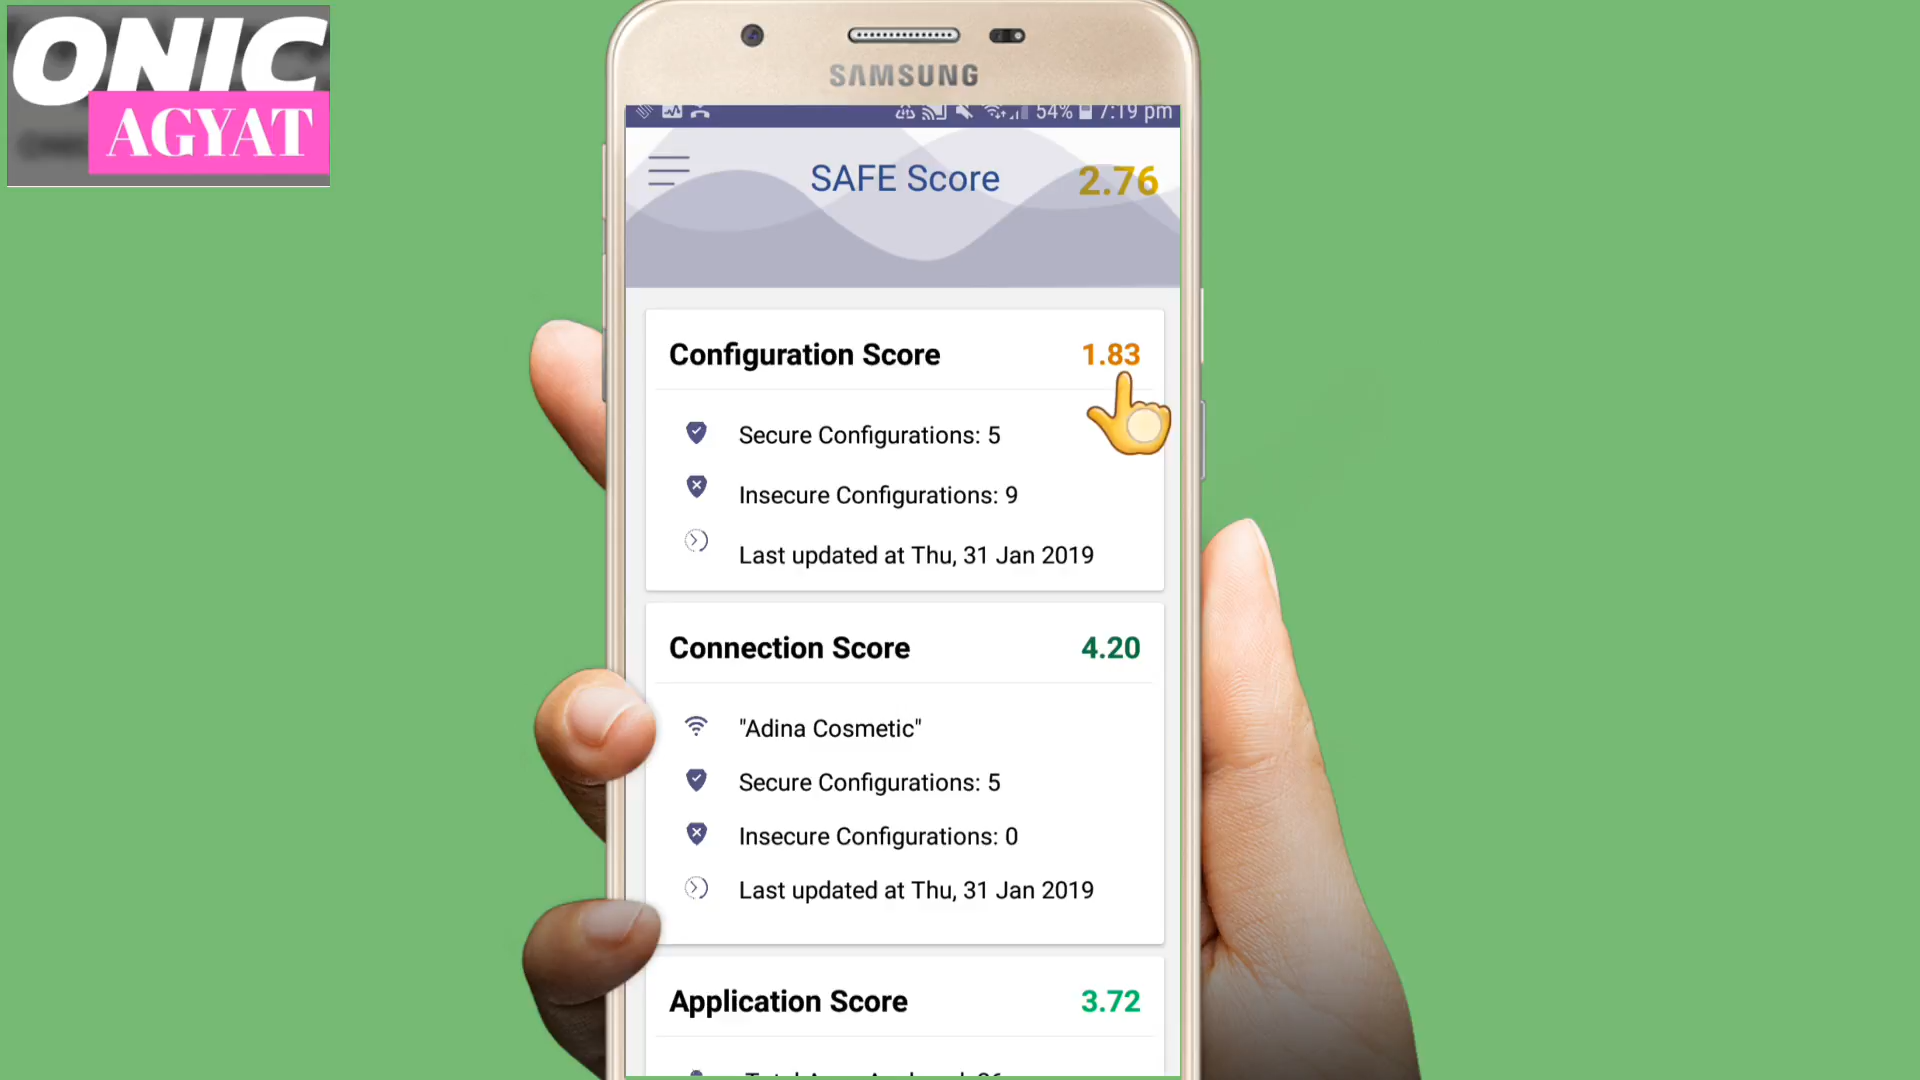 ONIC
AGYAT
SAMSUNG
54% 7:19 pm
SAFE Score
2.76
Configuration Score
1.83
Secure Configurations: 5
Insecure Configurations: 9
Last updated at Thu, 31 Jan 2019
Connection Score
4.20
"Adina Cosmetic"
Secure Configurations: 5
Insecure Configurations: 0
Last updated at Thu, 31 Jan 2019
Application Score
3.72